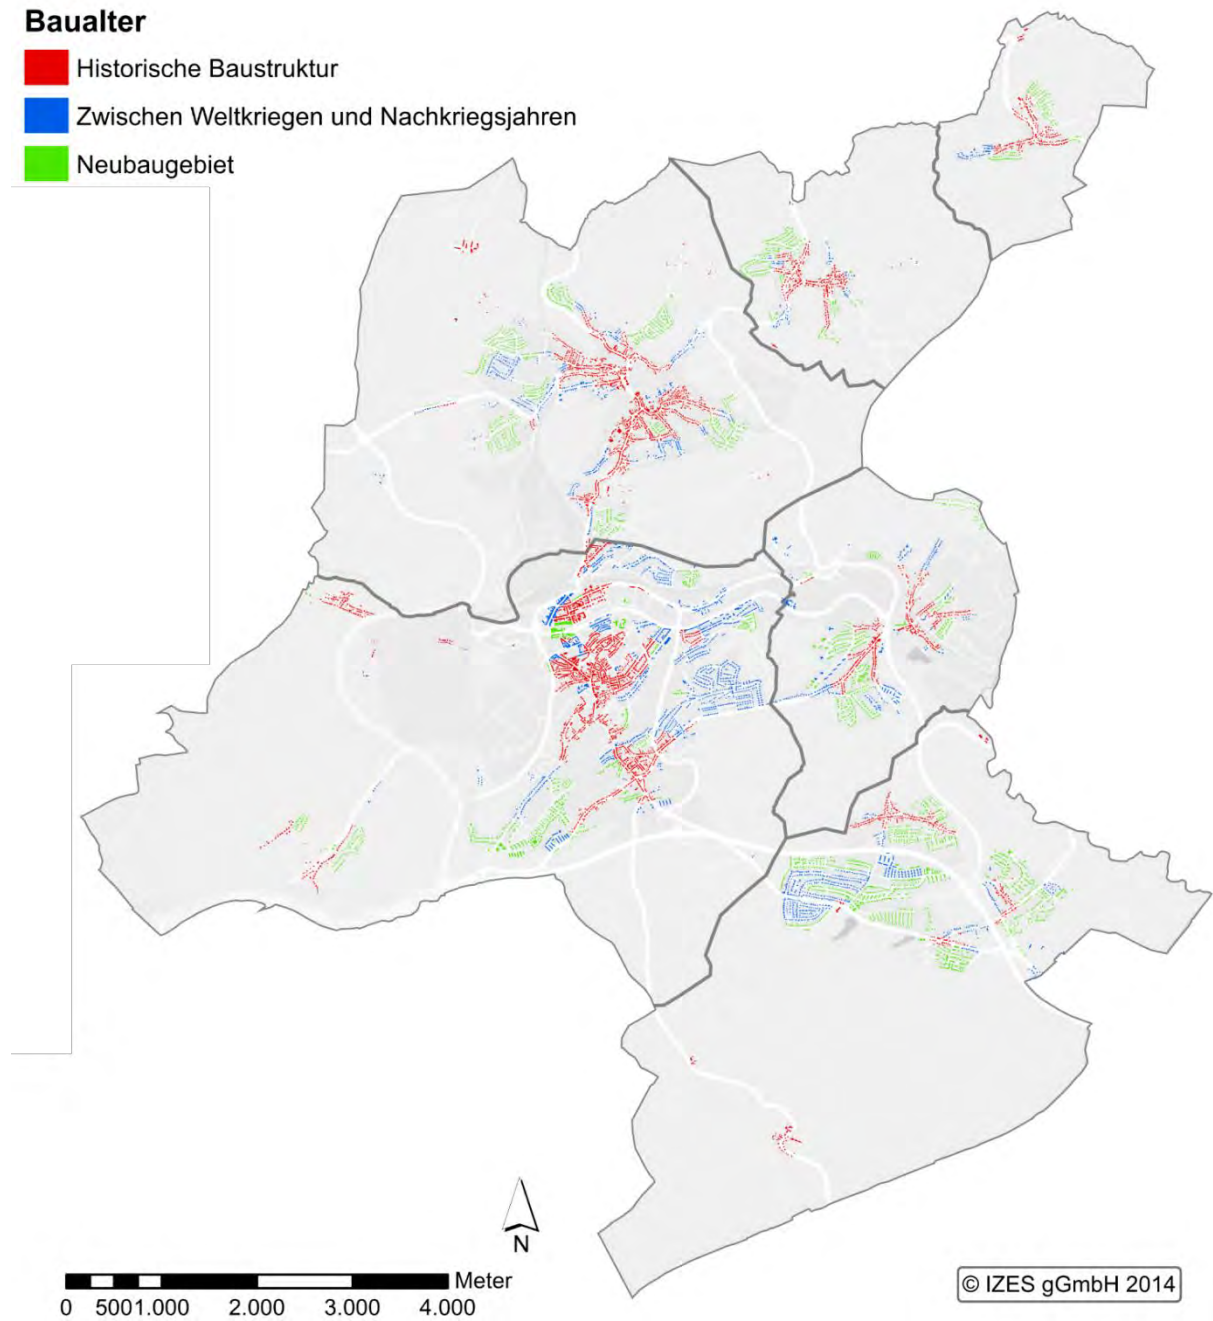 Baualter
Historische Baustruktur
Zwischen Weltkriegen und Nachkriegsjahren
Neubaugebiet
N
Meter
0 5001.000 2.000 3.000 4.000
© IZES gGmbH 2014